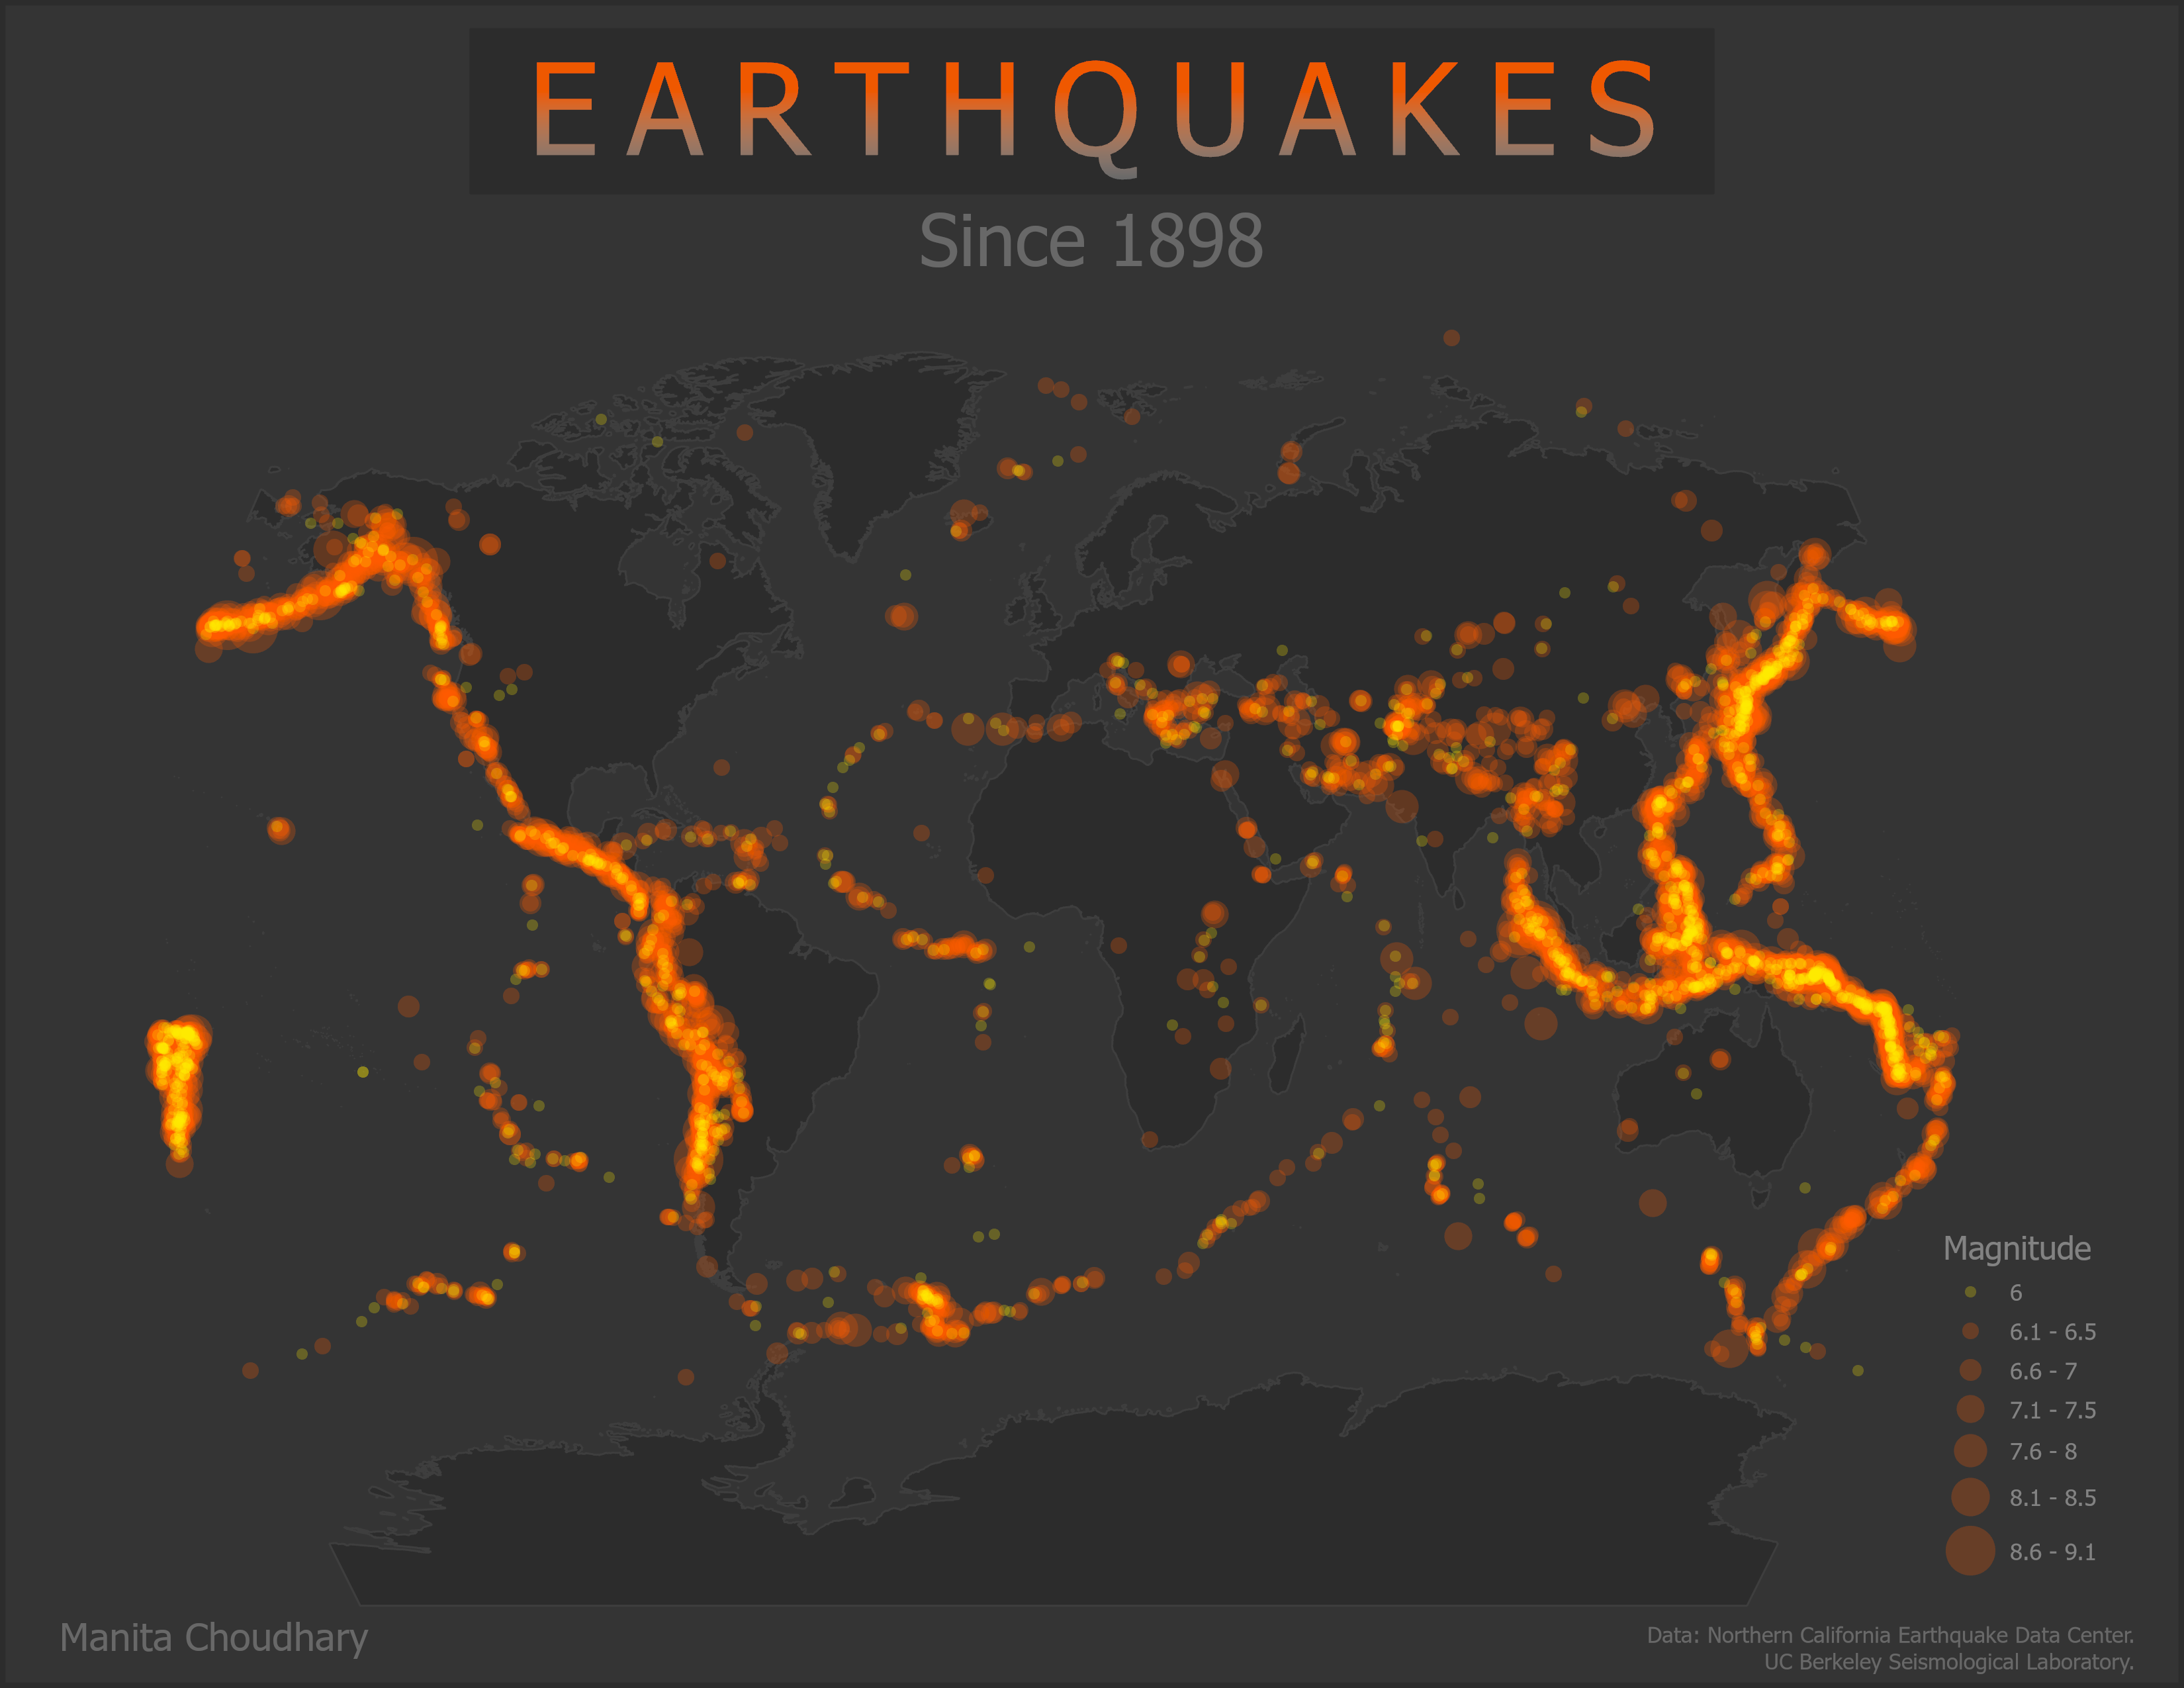 EARTHQUAKES
Since 1898
Magnitude
6
6.1 - 6.5
6.6 - 7
7.1 - 7.5
7.6 - 8
8.1 - 8.5
8.6 - 9.1
Manita Choudhary
Data: Northern California Earthquake Data Center.
UC Berkeley Seismological Laboratory.